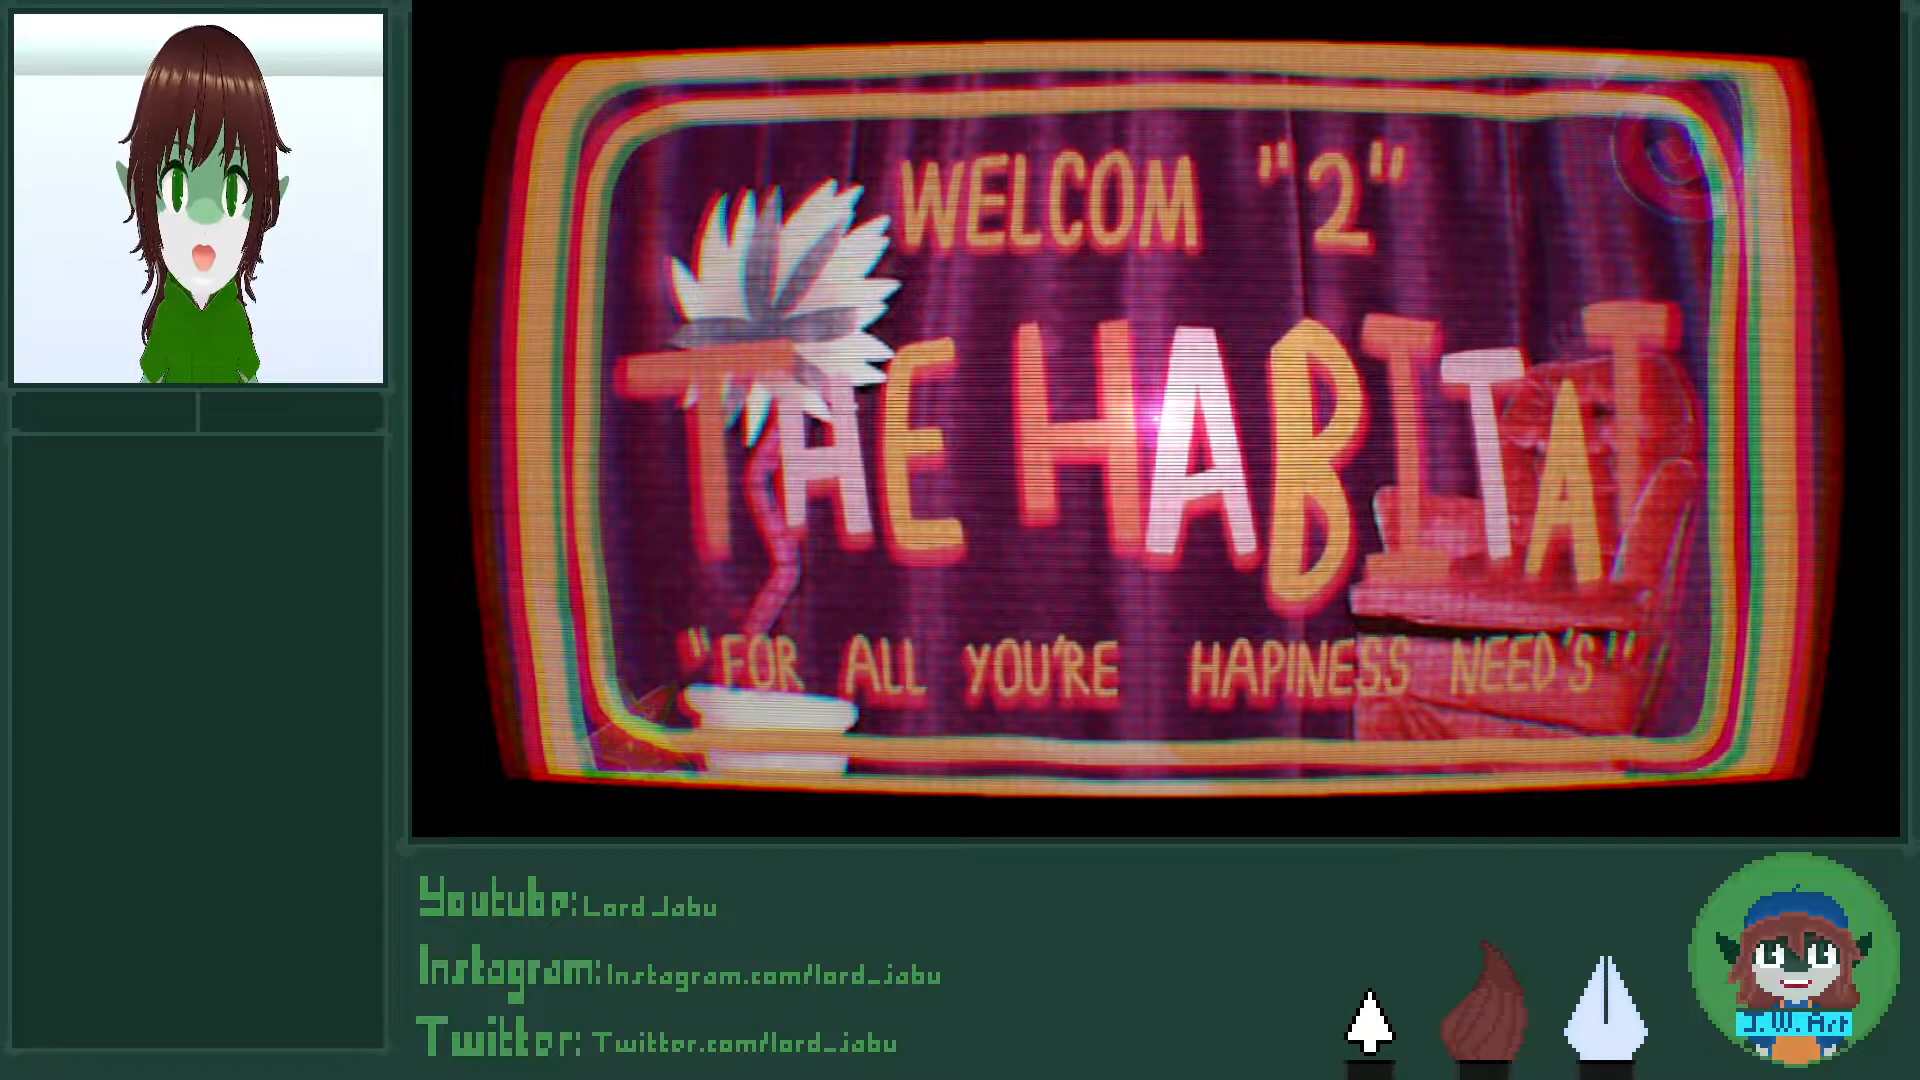 WELCOM "2"
THE HABITAT
"FOR ALL YOU'RE HAPINESS NEED'S"
Youtube: Lord Jabu
Instagram: Instagram.com/lord_jabu
Twitter: Twitter.com/lord_jabu
J.W. Art